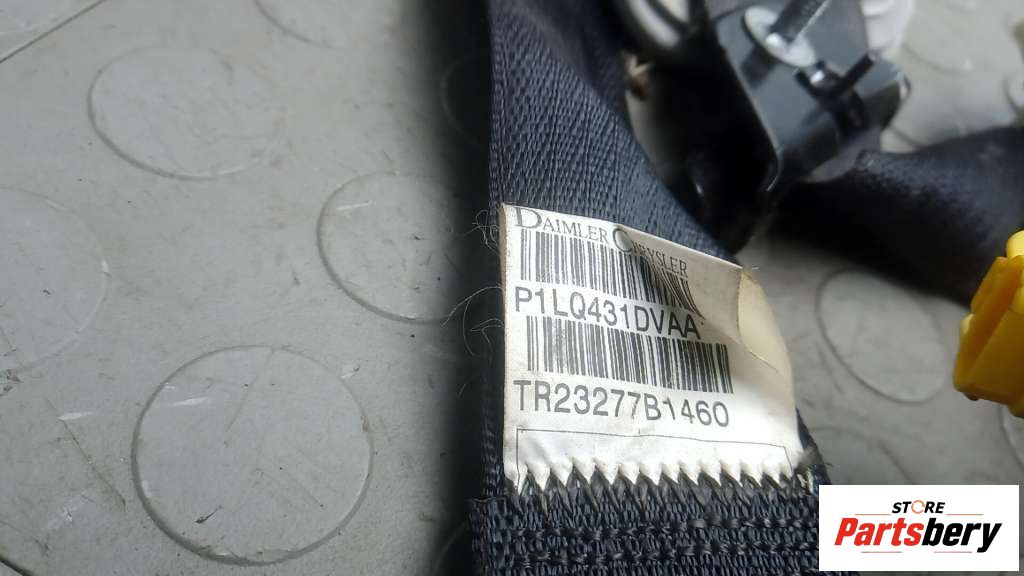 DAIMLER CHRYSLER
P1LQ431DVAA
TR23277B1460
STORE
Partsbery